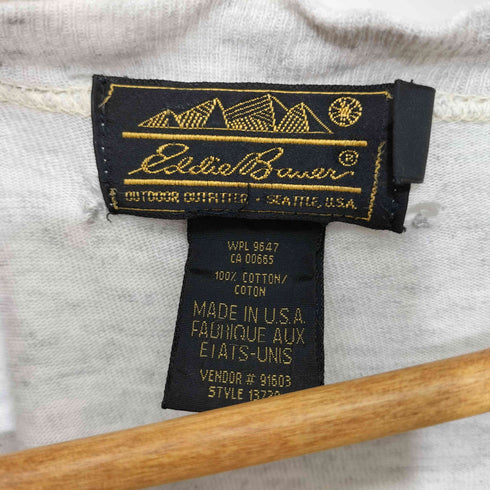 Eddie Bauer®
OUTDOOR OUTFITTER · SEATTLE, U.S.A.
WPL 9647
CA 00665
100% COTTON/
COTON
MADE IN U.S.A.
FABRIQUE AUX
ETATS-UNIS
VENDOR # 91603
STYLE